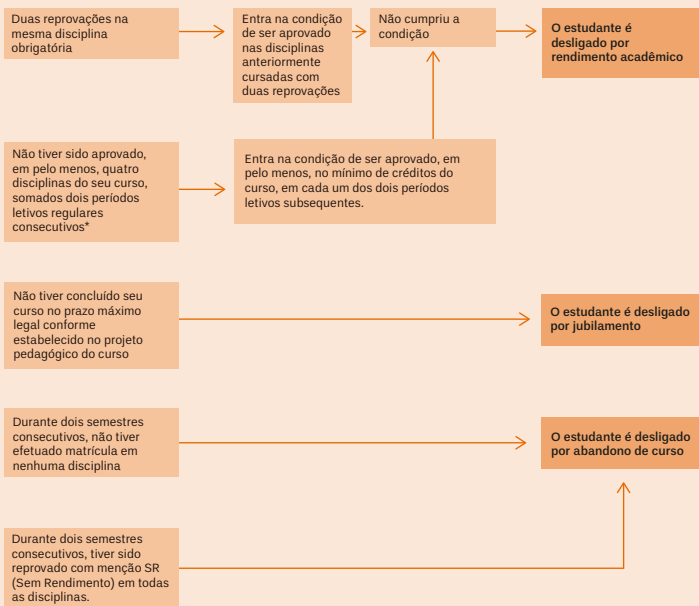 Duas reprovações na
mesma disciplina
obrigatória
Entra na condição
de ser aprovado
nas disciplinas
anteriormente
cursadas com
duas reprovações
Não cumpriu a
condição
O estudante é
desligado por
rendimento acadêmico
Não tiver sido aprovado,
em pelo menos, quatro
disciplinas do seu curso,
somados dois períodos
letivos regulares
consecutivos*
Entra na condição de ser aprovado, em
pelo menos, no mínimo de créditos do
curso, em cada um dos dois períodos
letivos subsequentes.
Não tiver concluído seu
curso no prazo máximo
legal conforme
estabelecido no projeto
pedagógico do curso
O estudante é desligado
por jubilamento
Durante dois semestres
consecutivos, não tiver
efetuado matrícula em
nenhuma disciplina
O estudante é desligado
por abandono de curso
Durante dois semestres
consecutivos, tiver sido
reprovado com menção SR
(Sem Rendimento) em todas
as disciplinas.